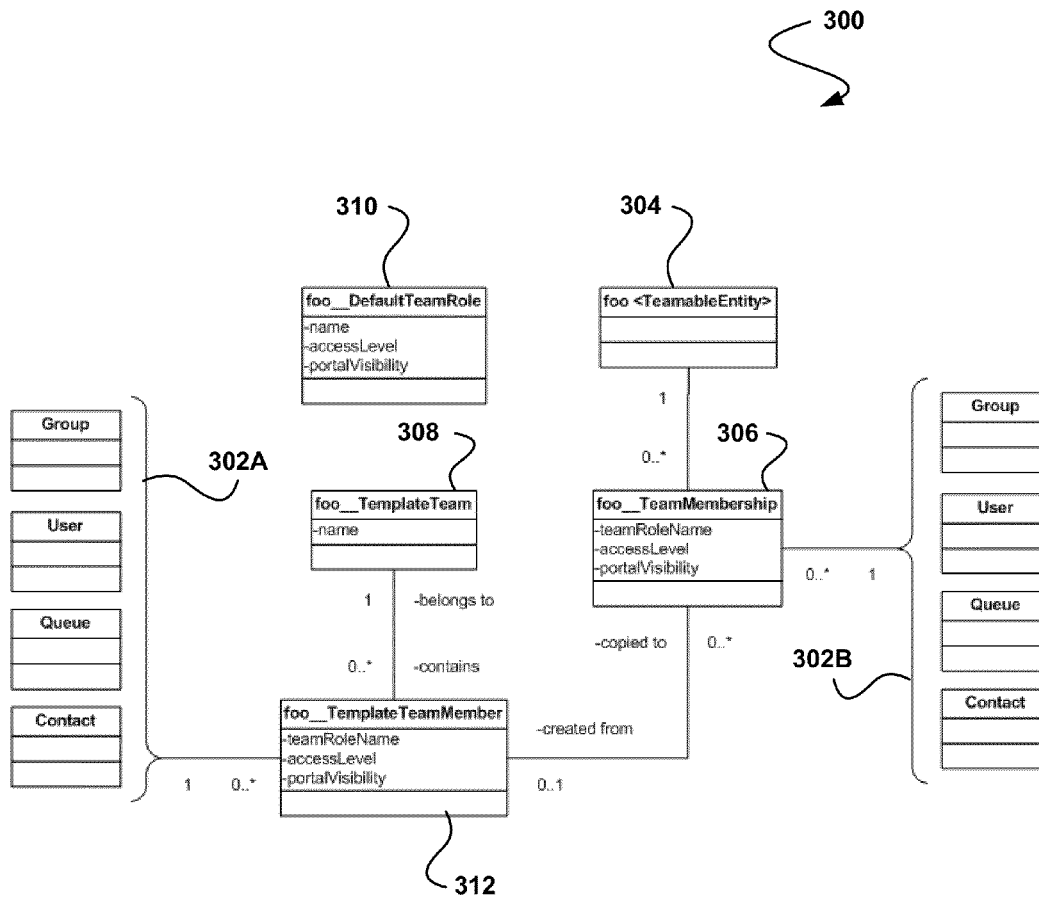 300
310
304
foo__DefaultTeamRole
-name
-accessLevel
-portalVisibility
foo <TeamableEntity>
1
0..*
Group
User
Queue
Contact
302A
308
foo__TemplateTeam
-name
306
foo__TeamMembership
-teamRoleName
-accessLevel
-portalVisibility
0..* 1
Group
User
Queue
Contact
302B
1 -belongs to
0..* -contains
-copied to 0..*
foo__TemplateTeamMember
-teamRoleName
-accessLevel
-portalVisibility
-created from
0..1
1 0..*
312